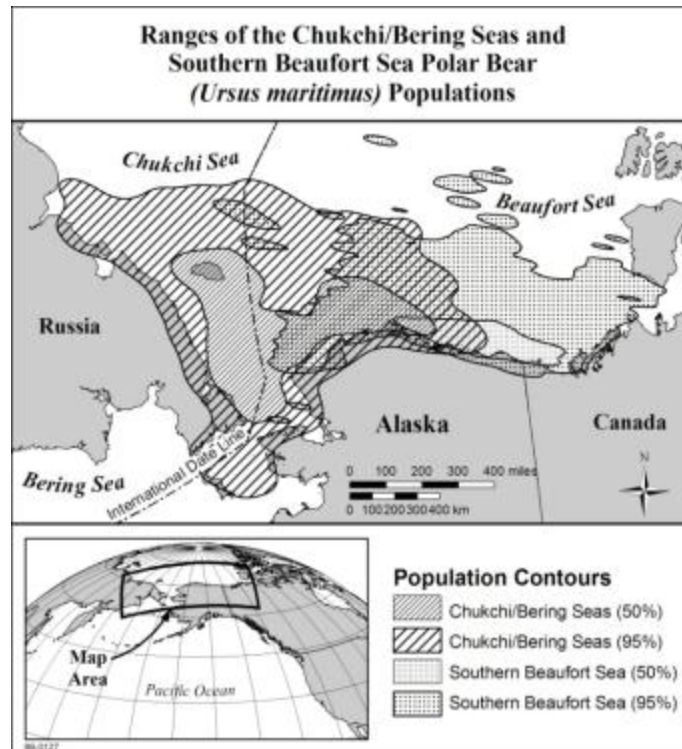 Ranges of the Chukchi/Bering Seas and
Southern Beaufort Sea Polar Bear
(Ursus maritimus) Populations
Chukchi Sea
Beaufort Sea
Russia
Alaska
Canada
Bering Sea
International Date Line
N
0 100 200 300 400 miles
0 100 200 300 400 km
Map
Area
Pacific Ocean
Population Contours
Chukchi/Bering Seas (50%)
Chukchi/Bering Seas (95%)
Southern Beaufort Sea (50%)
Southern Beaufort Sea (95%)